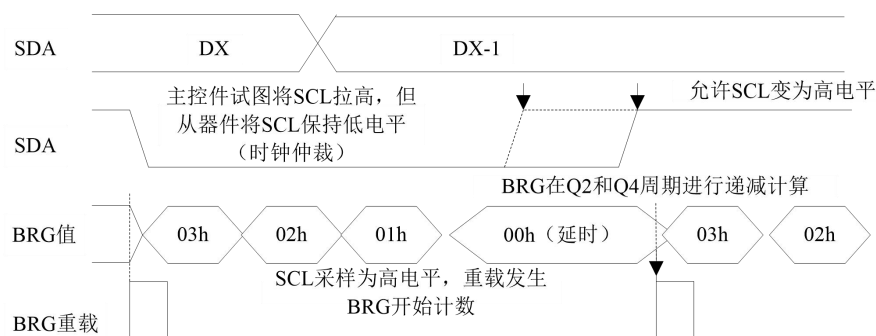 SDA
DX
DX-1
主控件试图将SCL拉高，但
从器件将SCL保持低电平
（时钟仲裁）
允许SCL变为高电平
SDA
BRG在Q2和Q4周期进行递减计算
BRG值
03h
02h
01h
00h（延时）
03h
02h
SCL采样为高电平，重载发生
BRG开始计数
BRG重载